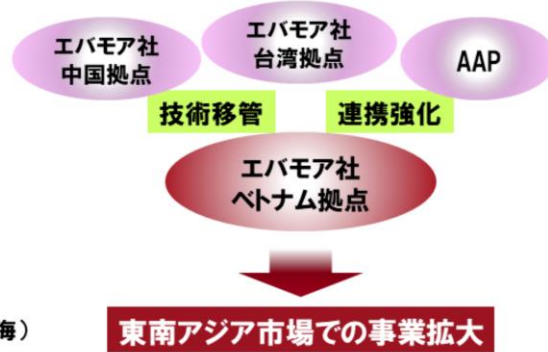 エバモア社
中国拠点
エバモア社
台湾拠点
AAP
技術移管
連携強化
エバモア社
ベトナム拠点
海）
東南アジア市場での事業拡大